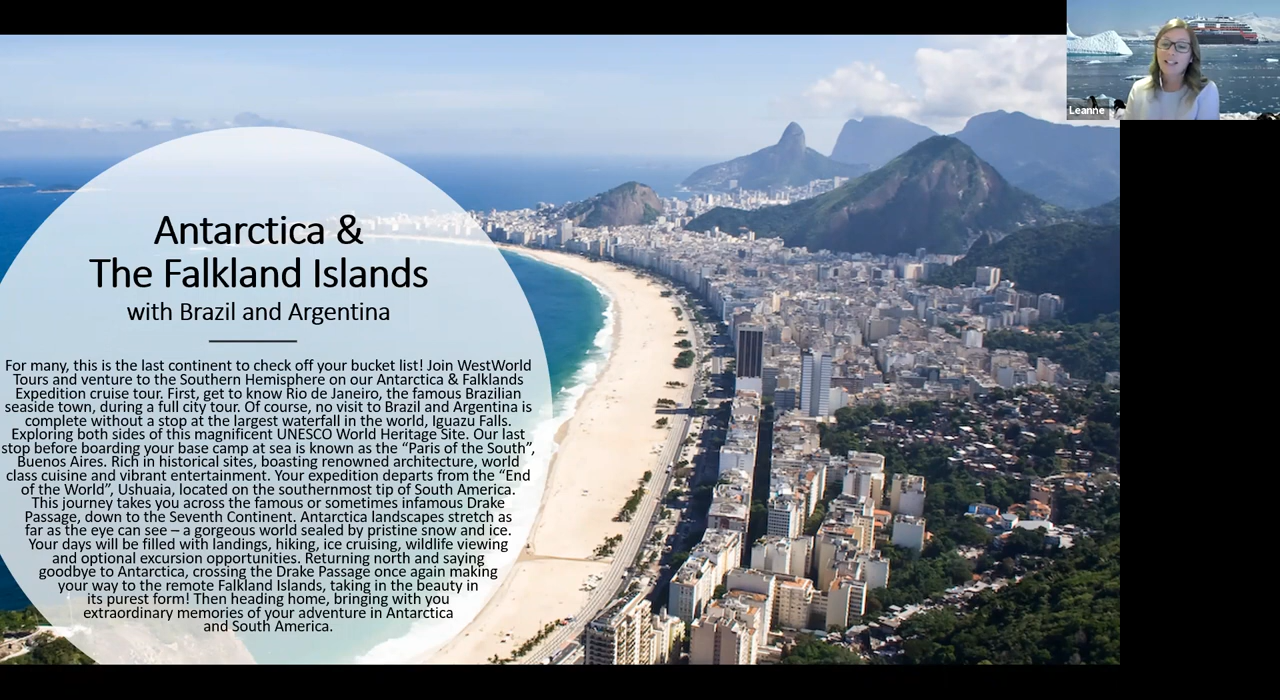 Leanne
Antarctica &
The Falkland Islands
with Brazil and Argentina
For many, this is the last continent to check off your bucket list! Join WestWorld
Tours and venture to the Southern Hemisphere on our Antarctica & Falklands
Expedition cruise tour. First, get to know Rio de Janeiro, the famous Brazilian
seaside town, during a full city tour. Of course, no visit to Brazil and Argentina is
complete without a stop at the largest waterfall in the world, Iguazu Falls.
Exploring both sides of this magnificent UNESCO World Heritage Site. Our last
stop before boarding your base camp at sea is known as the “Paris of the South”,
Buenos Aires. Rich in historical sites, boasting renowned architecture, world
class cuisine and vibrant entertainment. Your expedition departs from the “End
of the World”, Ushuaia, located on the southernmost tip of South America.
This journey takes you across the famous or sometimes infamous Drake
Passage, down to the Seventh Continent. Antarctica landscapes stretch as
far as the eye can see – a gorgeous world sealed by pristine snow and ice.
Your days will be filled with landings, hiking, ice cruising, wildlife viewing
and optional excursion opportunities. Returning north and saying
goodbye to Antarctica, crossing the Drake Passage once again making
your way to the remote Falkland Islands, taking in the beauty in
its purest form! Then heading home, bringing with you
extraordinary memories of your adventure in Antarctica
and South America.